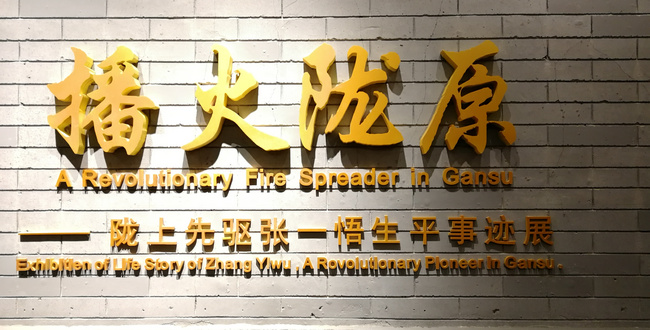 播火陇原
A Revolutionary Fire Spreader in Gansu
——陇上先驱张一悟生平事迹展
Exhibition of Life Story of Zhang Yiwu , A Rovolutionary Pioneer in Gansu .